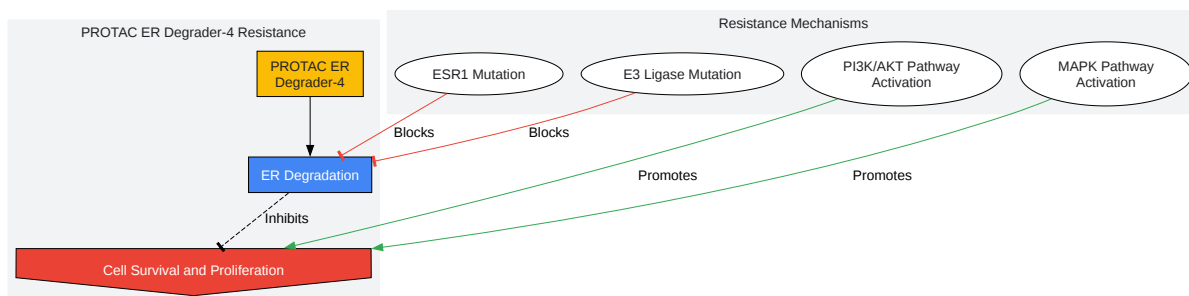 Resistance Mechanisms
PROTAC ER Degrader-4 Resistance
PROTAC ER
Degrader-4
ESR1 Mutation
E3 Ligase Mutation
PI3K/AKT Pathway
Activation
MAPK Pathway
Activation
Blocks
Blocks
ER Degradation
Promotes
Promotes
Inhibits
Cell Survival and Proliferation